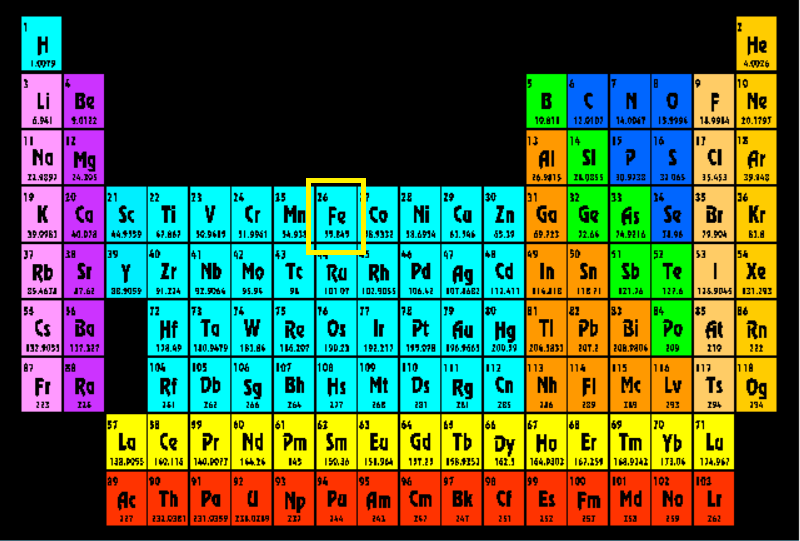 1 2
H He
1.0079 4.0026
3 4 5 6 7 8 9 10
Li Be B C N O F Ne
6.941 9.0122 10.811 12.0107 14.0067 15.9994 18.9984 20.1797
11 12 13 14 15 16 17 18
Na Mg Al Si P S Cl Ar
22.9897 24.305 26.9815 28.0855 30.9738 32.065 35.453 39.948
19 20 21 22 23 24 25 26 27 28 29 30 31 32 33 34 35 36
K Ca Sc Ti V Cr Mn Fe Co Ni Cu Zn Ga Ge As Se Br Kr
39.0983 40.078 44.9559 47.867 50.9415 51.9961 54.938 55.845 58.9332 58.6934 63.546 65.39 69.723 72.64 74.9216 78.96 79.904 83.8
37 38 39 40 41 42 43 44 45 46 47 48 49 50 51 52 53 54
Rb Sr Y Zr Nb Mo Tc Ru Rh Pd Ag Cd In Sn Sb Te I Xe
85.4678 87.62 88.9059 91.224 92.9064 95.94 98 101.07 102.9055 106.42 107.8682 112.411 114.818 118.71 121.76 127.6 126.9045 131.293
55 56 72 73 74 75 76 77 78 79 80 81 82 83 84 85 86
Cs Ba Hf Ta W Re Os Ir Pt Au Hg Tl Pb Bi Po At Rn
132.9055 137.327 178.49 180.9479 183.84 186.207 190.23 192.217 195.078 196.9665 200.59 204.3833 207.2 208.9804 209 210 222
87 88 104 105 106 107 108 109 110 111 112 113 114 115 116 117 118
Fr Ra Rf Db Sg Bh Hs Mt Ds Rg Cn Nh Fl Mc Lv Ts Og
223 226 261 262 266 264 277 268 281 281 285 286 289 289 293 294 294
57 58 59 60 61 62 63 64 65 66 67 68 69 70 71
La Ce Pr Nd Pm Sm Eu Gd Tb Dy Ho Er Tm Yb Lu
138.9055 140.116 140.9077 144.24 145 150.36 151.964 157.25 158.9253 162.5 164.9303 167.259 168.9342 173.04 174.967
89 90 91 92 93 94 95 96 97 98 99 100 101 102 103
Ac Th Pa U Np Pu Am Cm Bk Cf Es Fm Md No Lr
227 232.0381 231.0359 238.0289 237 244 243 247 247 251 252 257 258 259 262